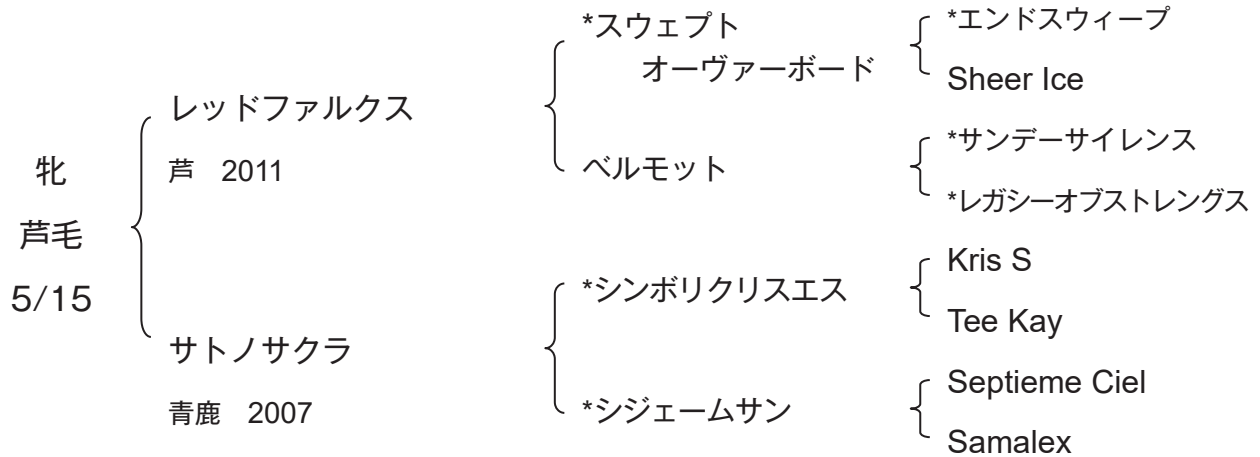 牝
芦毛
5/15
レッドファルクス
芦 2011
サトノサクラ
青鹿 2007
*スウェプト
オーヴァーボード
ベルモット
*シンボリクリスエス
*シジェームサン
*エンドスウィープ
Sheer Ice
*サンデーサイレンス
*レガシーオブストレングス
Kris S
Tee Kay
Septieme Ciel
Samalex